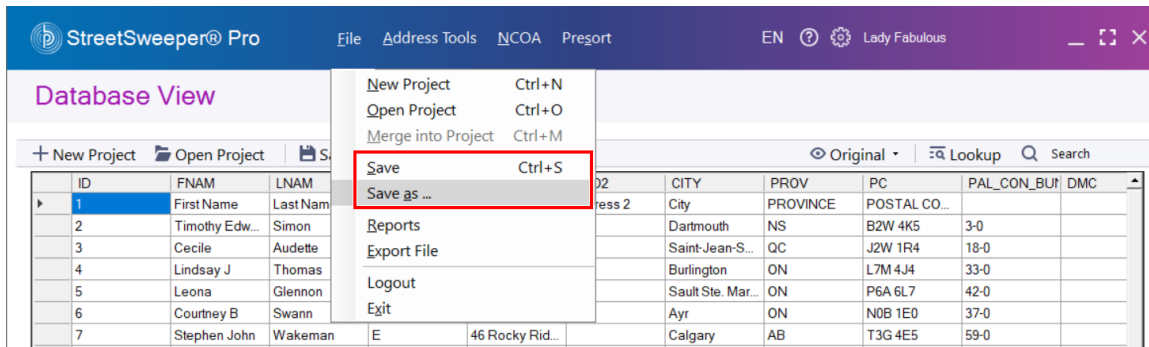 StreetSweeper® Pro File Address Tools NCOA Presort EN Lady Fabulous
Database View
New Project Ctrl+N
Open Project Ctrl+O
Merge into Project Ctrl+M
Save Ctrl+S
Save as ...
Reports
Export File
Logout
Exit
New Project Open Project Original Lookup Search
ID FNAM LNAM CITY PROV PC PAL_CON_BUN DMC
1 First Name Last Nam City PROVINCE POSTAL CO...
2 Timothy Edw... Simon Dartmouth NS B2W 4K5 3-0
3 Cecile Audette Saint-Jean-S... QC J2W 1R4 18-0
4 Lindsay J Thomas Burlington ON L7M 4J4 33-0
5 Leona Glennon Sault Ste. Mar... ON P6A 6L7 42-0
6 Courtney B Swann Ayr ON N0B 1E0 37-0
7 Stephen John Wakeman E 46 Rocky Rid... Calgary AB T3G 4E5 59-0